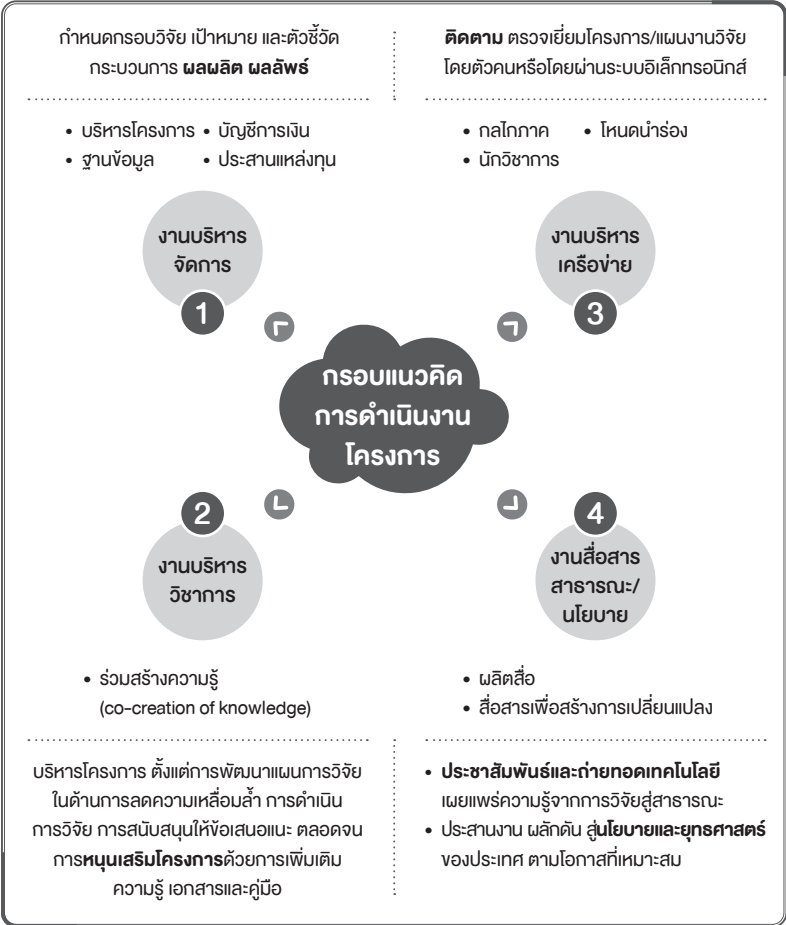 กำหนดกรอบวิจัย เป้าหมาย และตัวชี้วัด
กระบวนการ ผลผลิต ผลลัพธ์
• บริหารโครงการ • บัญชีการเงิน
• ฐานข้อมูล • ประสานแหล่งทุน
งานบริหาร
จัดการ
1
ติดตาม ตรวจเยี่ยมโครงการ/แผนงานวิจัย
โดยตัวคนหรือโดยผ่านระบบอิเล็กทรอนิกส์
• กลไกภาค • โหนดนำร่อง
• นักวิชาการ
งานบริหาร
เครือข่าย
3
กรอบแนวคิด
การดำเนินงาน
โครงการ
2
งานบริหาร
วิชาการ
• ร่วมสร้างความรู้
(co-creation of knowledge)
บริหารโครงการ ตั้งแต่การพัฒนาแผนการวิจัย
ในด้านการลดความเหลื่อมล้ำ การดำเนิน
การวิจัย การสนับสนุนให้ข้อเสนอแนะ ตลอดจน
การหนุนเสริมโครงการด้วยการเพิ่มเติม
ความรู้ เอกสารและคู่มือ
4
งานสื่อสาร
สาธารณะ/
นโยบาย
• ผลิตสื่อ
• สื่อสารเพื่อสร้างการเปลี่ยนแปลง
• ประชาสัมพันธ์และถ่ายทอดเทคโนโลยี
เผยแพร่ความรู้จากการวิจัยสู่สาธารณะ
• ประสานงาน ผลักดัน สู่นโยบายและยุทธศาสตร์
ของประเทศ ตามโอกาสที่เหมาะสม